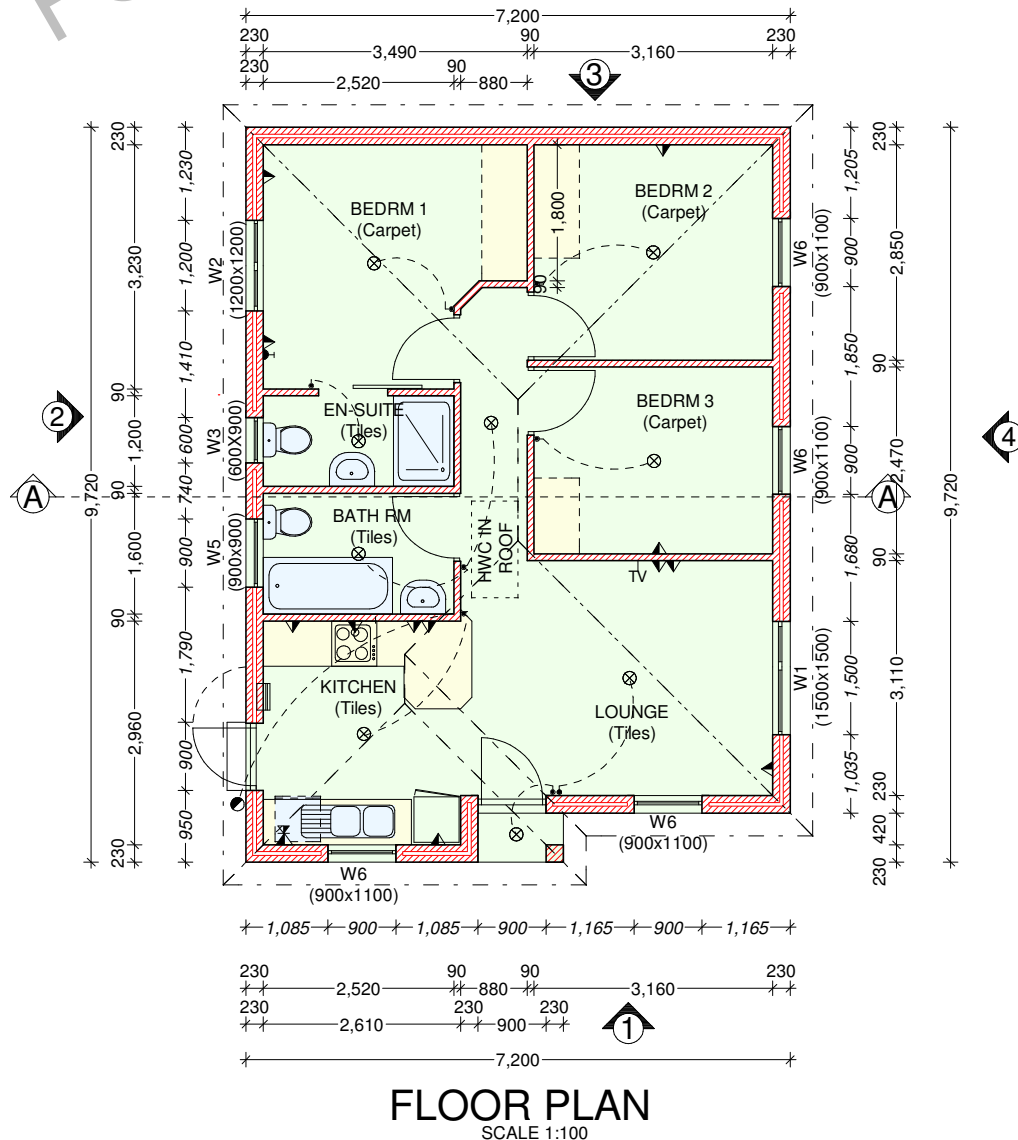 7,200
230 90 230
3,490 3,160
90
2,520 880
3
230
1,230
1,200
3,230
1,410
90
1,200
600
90
740
1,600
900
90
1,790
2,960
900
950
230
9,720
W2
(1200x1200)
W3
(600X900)
W5
(900x900)
2
A
BEDRM 1
(Carpet)
BEDRM 2
(Carpet)
1,800
90
EN-SUITE
(Tiles)
BEDRM 3
(Carpet)
BATH RM
(Tiles)
HWC IN
ROOF
TV
KITCHEN
(Tiles)
LOUNGE
(Tiles)
W6
(900x1100)
W6
(900x1100)
W1
(1500x1500)
W6
(900x1100)
W6
(900x1100)
A
4
230
1,205
900
2,850
1,850
90
900
2,470
1,680
90
1,500
3,110
1,035
230
420
230
9,720
1,085 900 1,085 900 1,165 900 1,165
230 90 90 230
2,520 880 3,160
230 230 230
2,610 900
1
7,200
FLOOR PLAN
SCALE 1:100